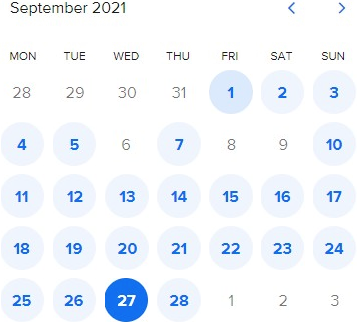 September 2021
MON TUE WED THU FRI SAT SUN
28 29 30 31 1 2 3
4 5 6 7 8 9 10
11 12 13 14 15 16 17
18 19 20 21 22 23 24
25 26 27 28 1 2 3